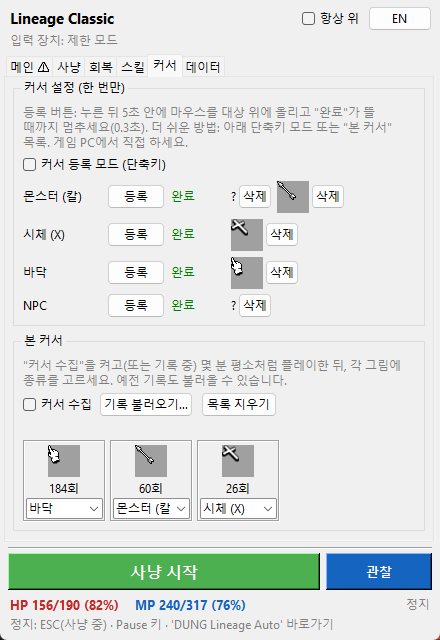 Lineage Classic
항상 위
EN
입력 장치: 제한 모드
메인 ⚠ 사냥 회복 스킬 커서 데이터
커서 설정 (한 번만)
등록 버튼: 누른 뒤 5초 안에 마우스를 대상 위에 올리고 "완료"가 뜰
때까지 멈추세요(0.3초). 더 쉬운 방법: 아래 단축키 모드 또는 "본 커서"
목록. 게임 PC에서 직접 하세요.
커서 등록 모드 (단축키)
몬스터 (칼) 등록 완료 ? 삭제 삭제
시체 (X) 등록 완료 삭제
바닥 등록 완료 삭제
NPC 등록 완료 ? 삭제
본 커서
"커서 수집"을 켜고(또는 기록 중) 몇 분 평소처럼 플레이한 뒤, 각 그림에
종류를 고르세요. 예전 기록도 불러올 수 있습니다.
커서 수집 기록 불러오기... 목록 지우기
184회 60회 26회
바닥 몬스터 (칼 시체 (X)
사냥 시작 관찰
HP 156/190 (82%) MP 240/317 (76%) 정지
정지: ESC(사냥 중) · Pause 키 · 'DUNG Lineage Auto' 바로가기